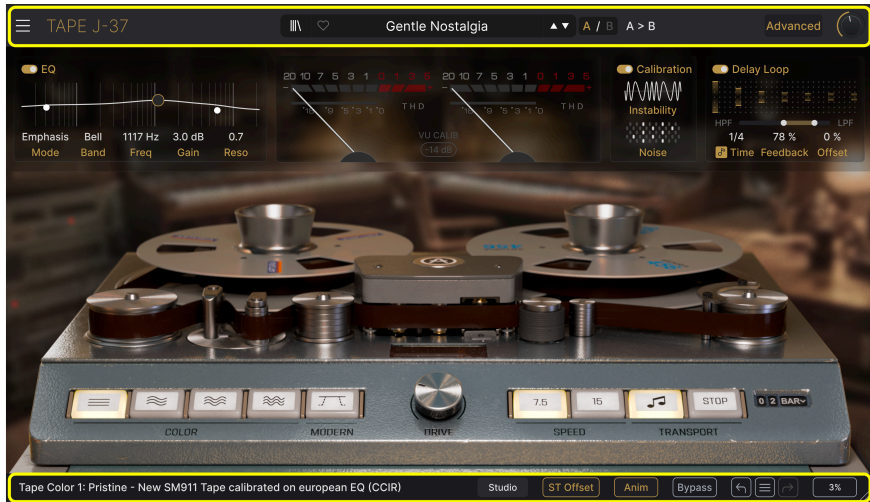 TAPE J-37
Gentle Nostalgia
A / B
A > B
Advanced
EQ
Emphasis Bell 1117 Hz 3.0 dB 0.7
Mode Band Freq Gain Reso
20 10 7 5 3 1 0 1 3 5 +
THD
20 10 7 5 3 1 0 1 3 5 +
THD
VU CALIB
-14 dB
Calibration
Instability
Noise
Delay Loop
HPF LPF
1/4 78 % 0 %
Time Feedback Offset
7.5 15 STOP 0 2 BAR
COLOR MODERN DRIVE SPEED TRANSPORT
Tape Color 1: Pristine - New SM911 Tape calibrated on european EQ (CCIR)
Studio ST Offset Anim Bypass 3%